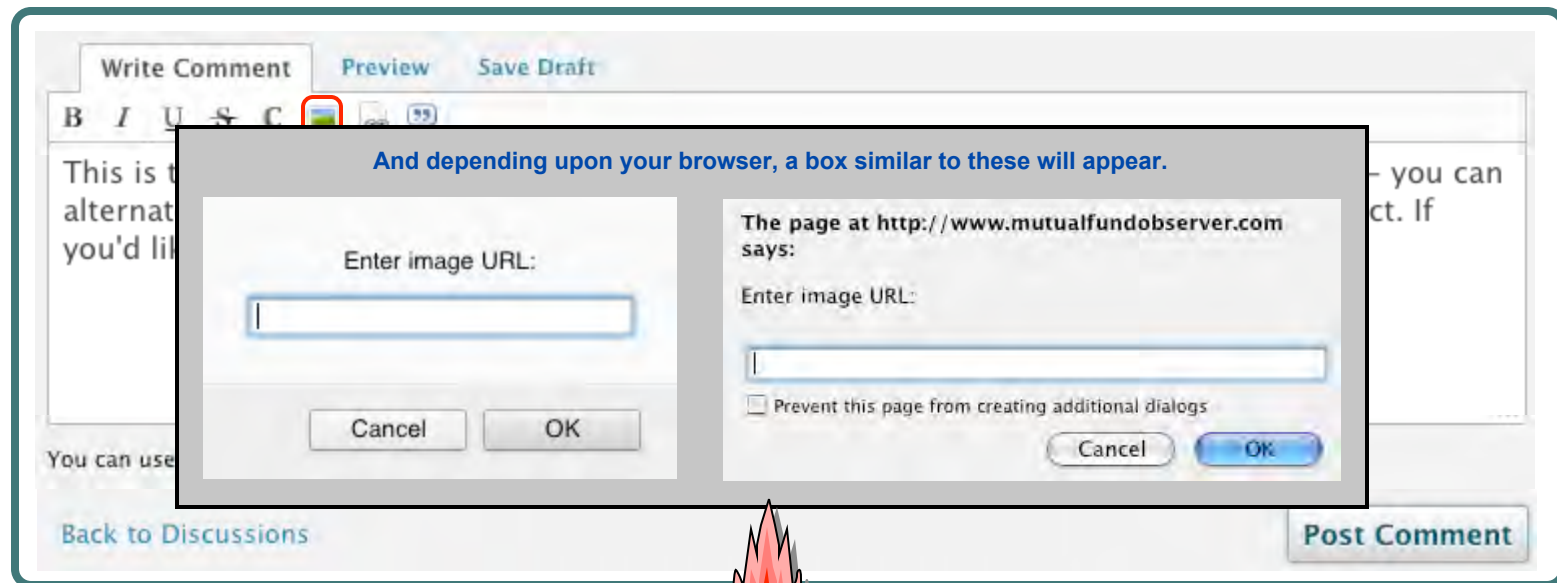 Write Comment Preview Save Draft
B I U S C
And depending upon your browser, a box similar to these will appear.
This is t
– you can
alternat
ct. If
you'd lik
Enter image URL:
Cancel OK
The page at http://www.mutualfundobserver.com
says:
Enter image URL:
Prevent this page from creating additional dialogs
Cancel OK
You can use
Back to Discussions
Post Comment